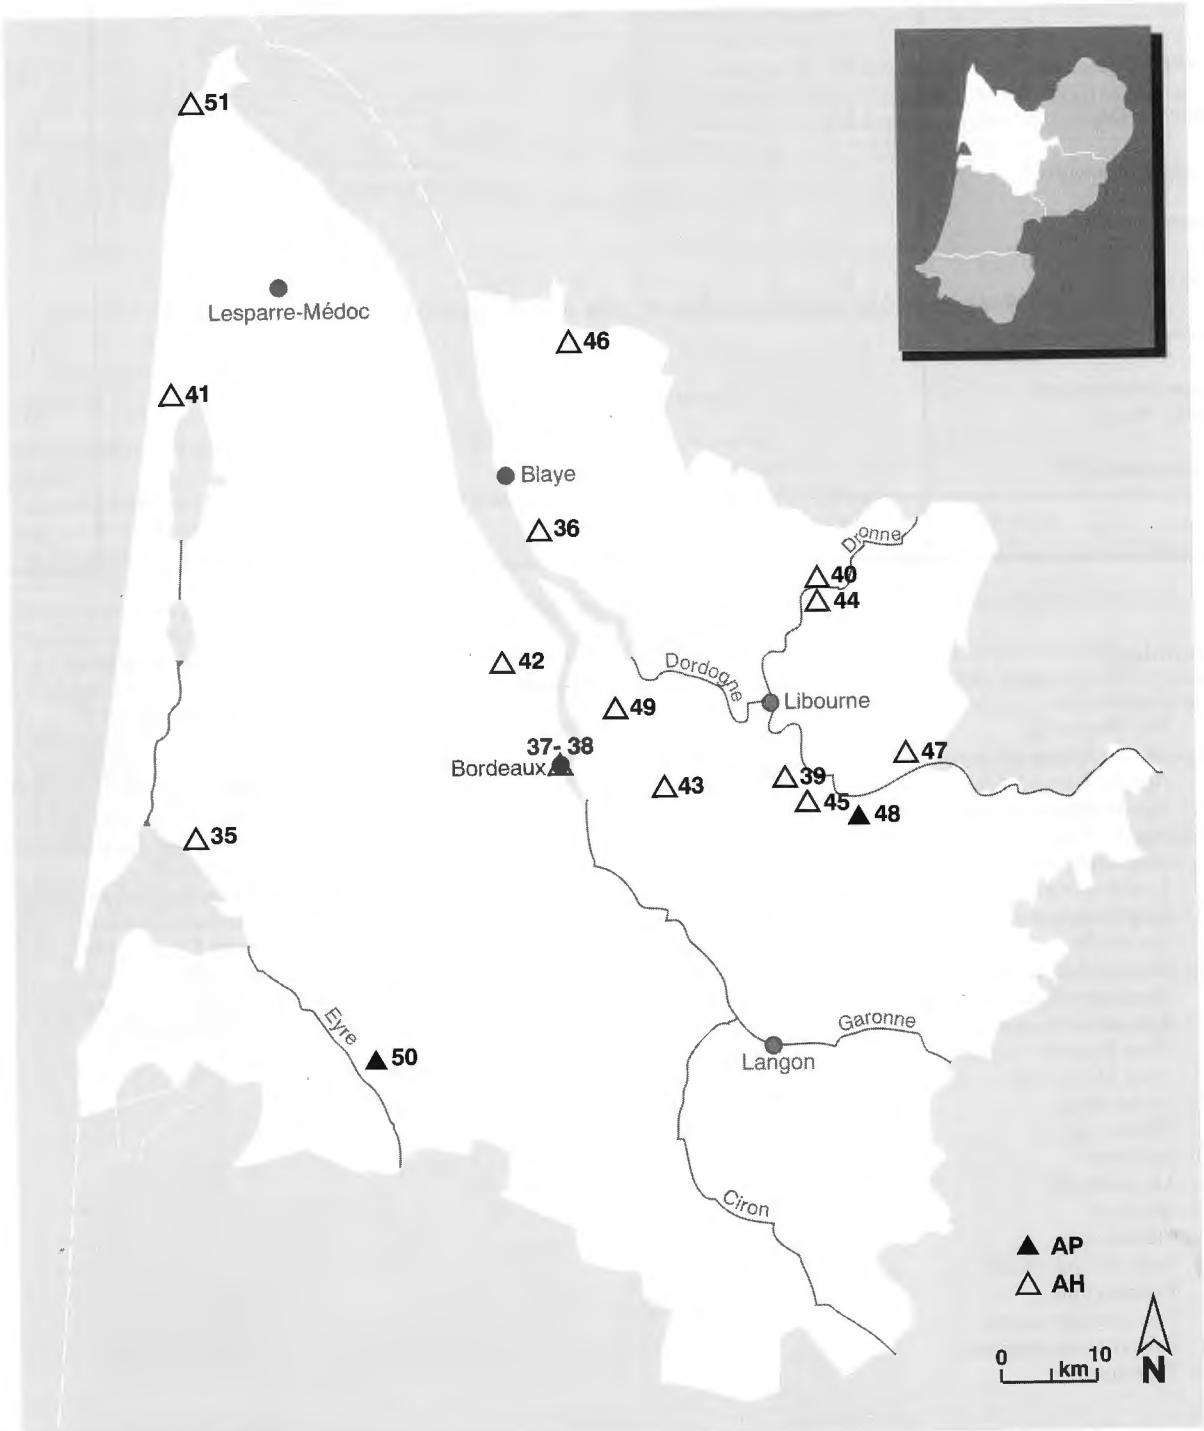 51
Lesparre-Médoc
46
41
Blaye
36
Dronne
40
44
42
Dordogne
49
Libourne
37- 38
Bordeaux
47
39
43
45
48
35
Eyre
50
Garonne
Langon
Ciron
AP
AH
0 km 10
N